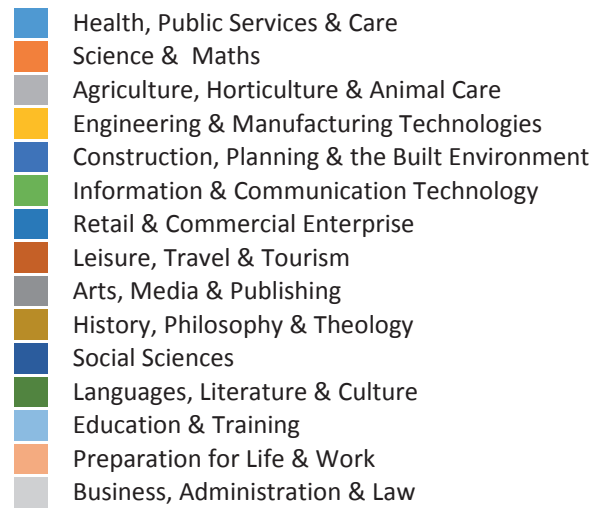 Health, Public Services & Care
Science & Maths
Agriculture, Horticulture & Animal Care
Engineering & Manufacturing Technologies
Construction, Planning & the Built Environment
Information & Communication Technology
Retail & Commercial Enterprise
Leisure, Travel & Tourism
Arts, Media & Publishing
History, Philosophy & Theology
Social Sciences
Languages, Literature & Culture
Education & Training
Preparation for Life & Work
Business, Administration & Law